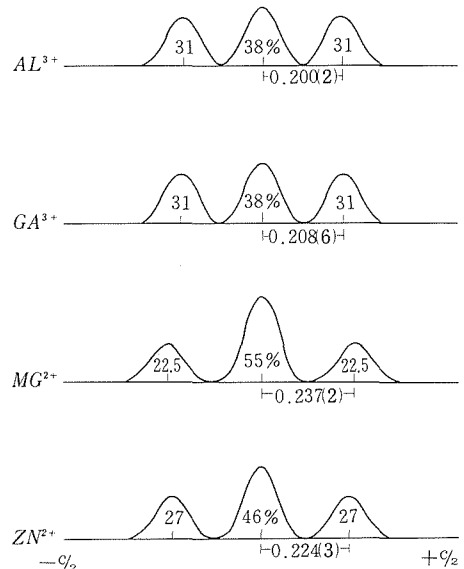 AL³⁺ 31 38% 31
0.200(2)
GA³⁺ 31 38% 31
0.208(6)
MG²⁺ 22.5 55% 22.5
0.237(2)
ZN²⁺ 27 46% 27
−c/2 0.224(3) +c/2